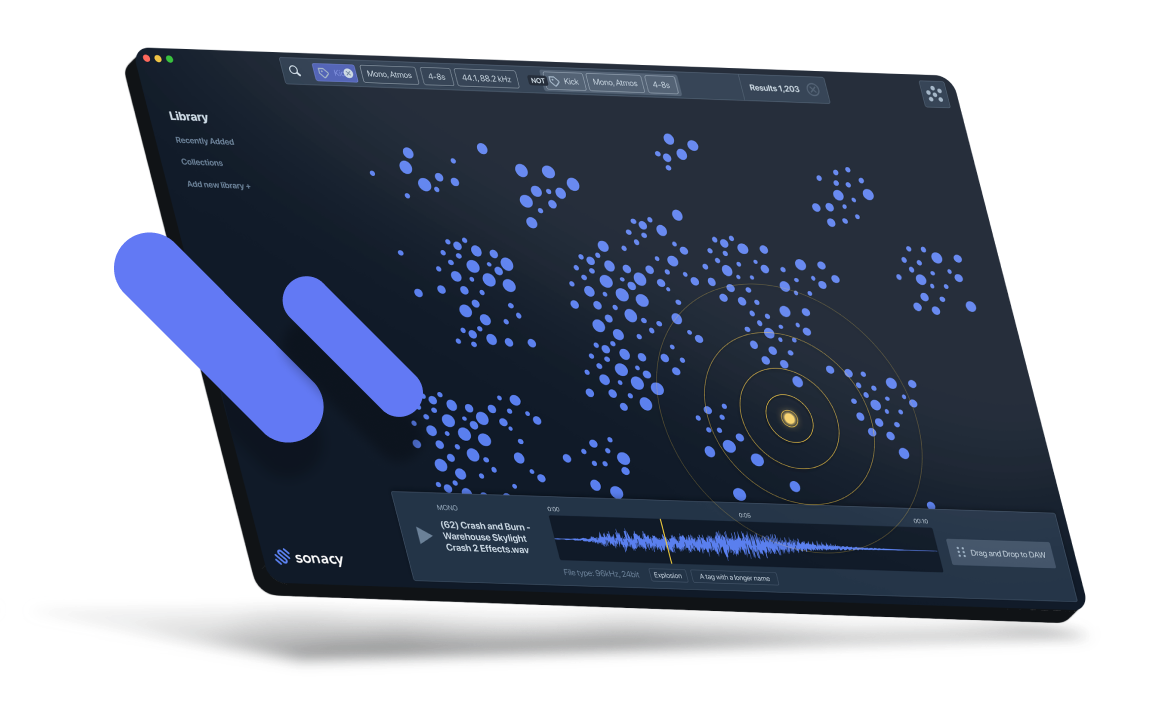 Mono, Atmos
4-8s
44.1, 88.2 kHz
NOT
Kick
Mono, Atmos
4-8s
Results 1,203
Library
Recently Added
Collections
Add new library +
MONO
(62) Crash and Burn -
Warehouse Skylight
Crash 2 Effects.wav
0:00
0:05
00:10
Drag and Drop to DAW
File type: 96kHz, 24bit
Explosion
A tag with a longer name
sonacy